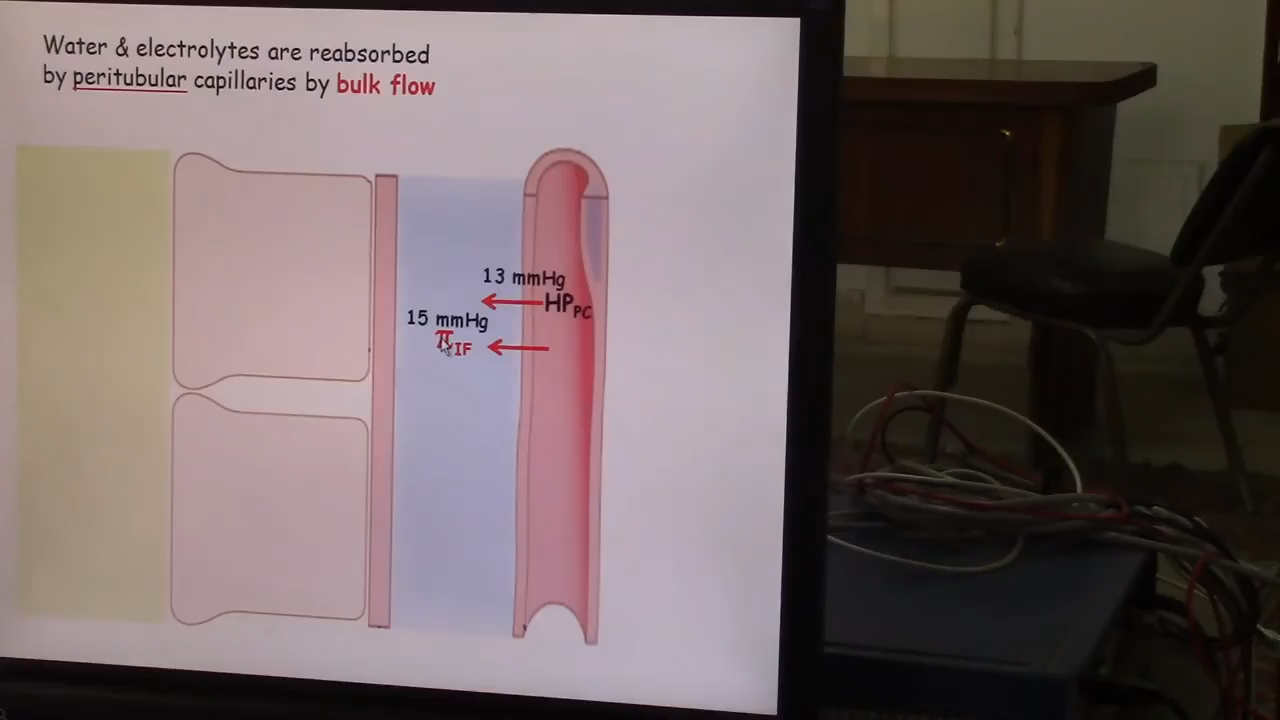 Water & electrolytes are reabsorbed
by peritubular capillaries by bulk flow
13 mmHg
HPPC
15 mmHg
πIF